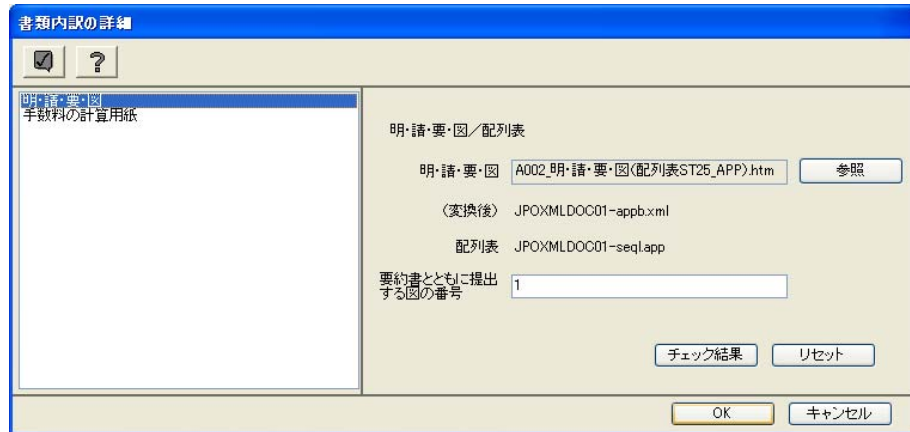 書類内訳の詳細
?
明・請・要・図
手数料の計算用紙
明・請・要・図／配列表
明・請・要・図 A002_明・請・要・図(配列表ST25_APP).htm 参照
(変換後) JPOXMLDOC01-appb.xml
配列表 JPOXMLDOC01-seql.app
要約書とともに提出
する図の番号 1
チェック結果 リセット
OK キャンセル